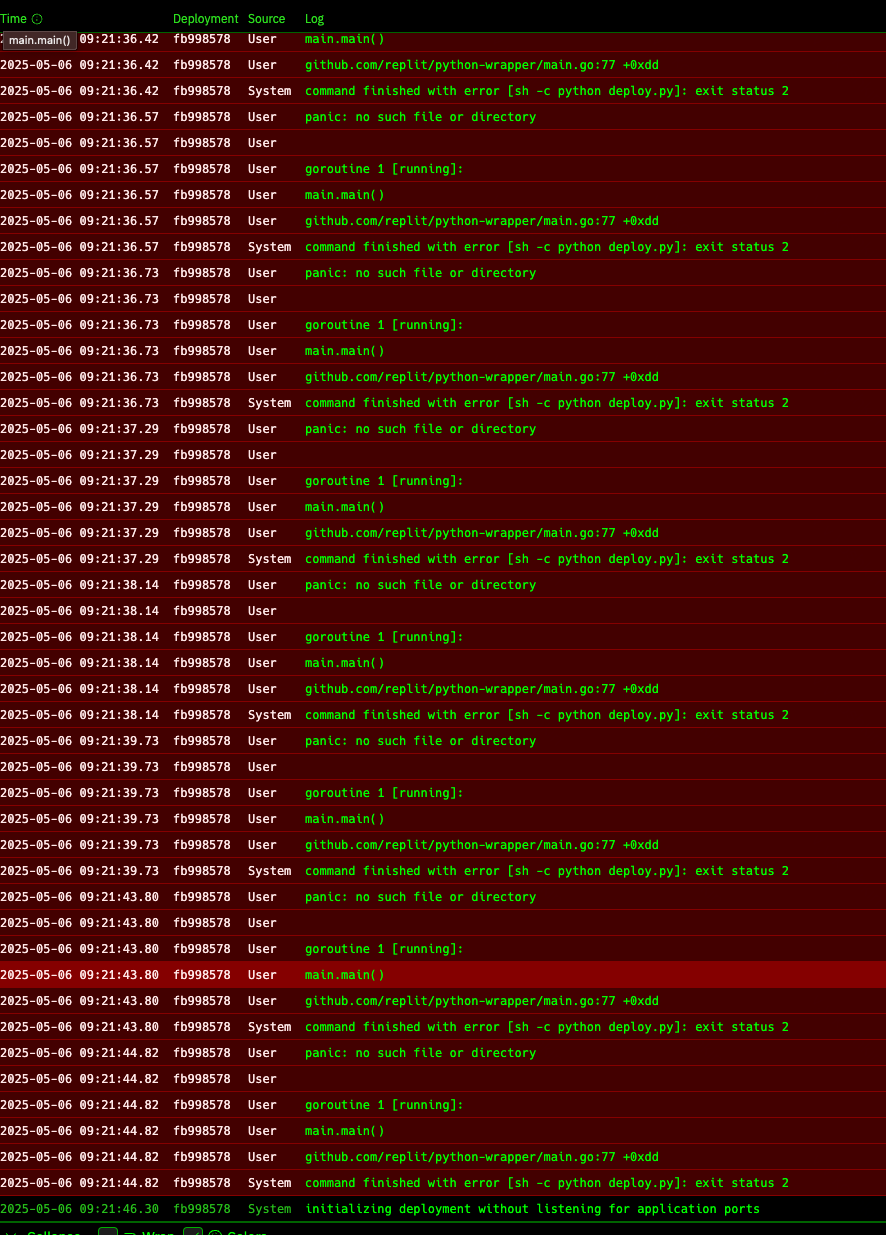 Time Deployment Source Log
main.main() 09:21:36.42 fb998578 User main.main()
2025-05-06 09:21:36.42 fb998578 User github.com/replit/python-wrapper/main.go:77 +0xdd
2025-05-06 09:21:36.42 fb998578 System command finished with error [sh -c python deploy.py]: exit status 2
2025-05-06 09:21:36.57 fb998578 User panic: no such file or directory
2025-05-06 09:21:36.57 fb998578 User
2025-05-06 09:21:36.57 fb998578 User goroutine 1 [running]:
2025-05-06 09:21:36.57 fb998578 User main.main()
2025-05-06 09:21:36.57 fb998578 User github.com/replit/python-wrapper/main.go:77 +0xdd
2025-05-06 09:21:36.57 fb998578 System command finished with error [sh -c python deploy.py]: exit status 2
2025-05-06 09:21:36.73 fb998578 User panic: no such file or directory
2025-05-06 09:21:36.73 fb998578 User
2025-05-06 09:21:36.73 fb998578 User goroutine 1 [running]:
2025-05-06 09:21:36.73 fb998578 User main.main()
2025-05-06 09:21:36.73 fb998578 User github.com/replit/python-wrapper/main.go:77 +0xdd
2025-05-06 09:21:36.73 fb998578 System command finished with error [sh -c python deploy.py]: exit status 2
2025-05-06 09:21:37.29 fb998578 User panic: no such file or directory
2025-05-06 09:21:37.29 fb998578 User
2025-05-06 09:21:37.29 fb998578 User goroutine 1 [running]:
2025-05-06 09:21:37.29 fb998578 User main.main()
2025-05-06 09:21:37.29 fb998578 User github.com/replit/python-wrapper/main.go:77 +0xdd
2025-05-06 09:21:37.29 fb998578 System command finished with error [sh -c python deploy.py]: exit status 2
2025-05-06 09:21:38.14 fb998578 User panic: no such file or directory
2025-05-06 09:21:38.14 fb998578 User
2025-05-06 09:21:38.14 fb998578 User goroutine 1 [running]:
2025-05-06 09:21:38.14 fb998578 User main.main()
2025-05-06 09:21:38.14 fb998578 User github.com/replit/python-wrapper/main.go:77 +0xdd
2025-05-06 09:21:38.14 fb998578 System command finished with error [sh -c python deploy.py]: exit status 2
2025-05-06 09:21:39.73 fb998578 User panic: no such file or directory
2025-05-06 09:21:39.73 fb998578 User
2025-05-06 09:21:39.73 fb998578 User goroutine 1 [running]:
2025-05-06 09:21:39.73 fb998578 User main.main()
2025-05-06 09:21:39.73 fb998578 User github.com/replit/python-wrapper/main.go:77 +0xdd
2025-05-06 09:21:39.73 fb998578 System command finished with error [sh -c python deploy.py]: exit status 2
2025-05-06 09:21:43.80 fb998578 User panic: no such file or directory
2025-05-06 09:21:43.80 fb998578 User
2025-05-06 09:21:43.80 fb998578 User goroutine 1 [running]:
2025-05-06 09:21:43.80 fb998578 User main.main()
2025-05-06 09:21:43.80 fb998578 User github.com/replit/python-wrapper/main.go:77 +0xdd
2025-05-06 09:21:43.80 fb998578 System command finished with error [sh -c python deploy.py]: exit status 2
2025-05-06 09:21:44.82 fb998578 User panic: no such file or directory
2025-05-06 09:21:44.82 fb998578 User
2025-05-06 09:21:44.82 fb998578 User goroutine 1 [running]:
2025-05-06 09:21:44.82 fb998578 User main.main()
2025-05-06 09:21:44.82 fb998578 User github.com/replit/python-wrapper/main.go:77 +0xdd
2025-05-06 09:21:44.82 fb998578 System command finished with error [sh -c python deploy.py]: exit status 2
2025-05-06 09:21:46.30 fb998578 System initializing deployment without listening for application ports
Collapse Wrap Colors